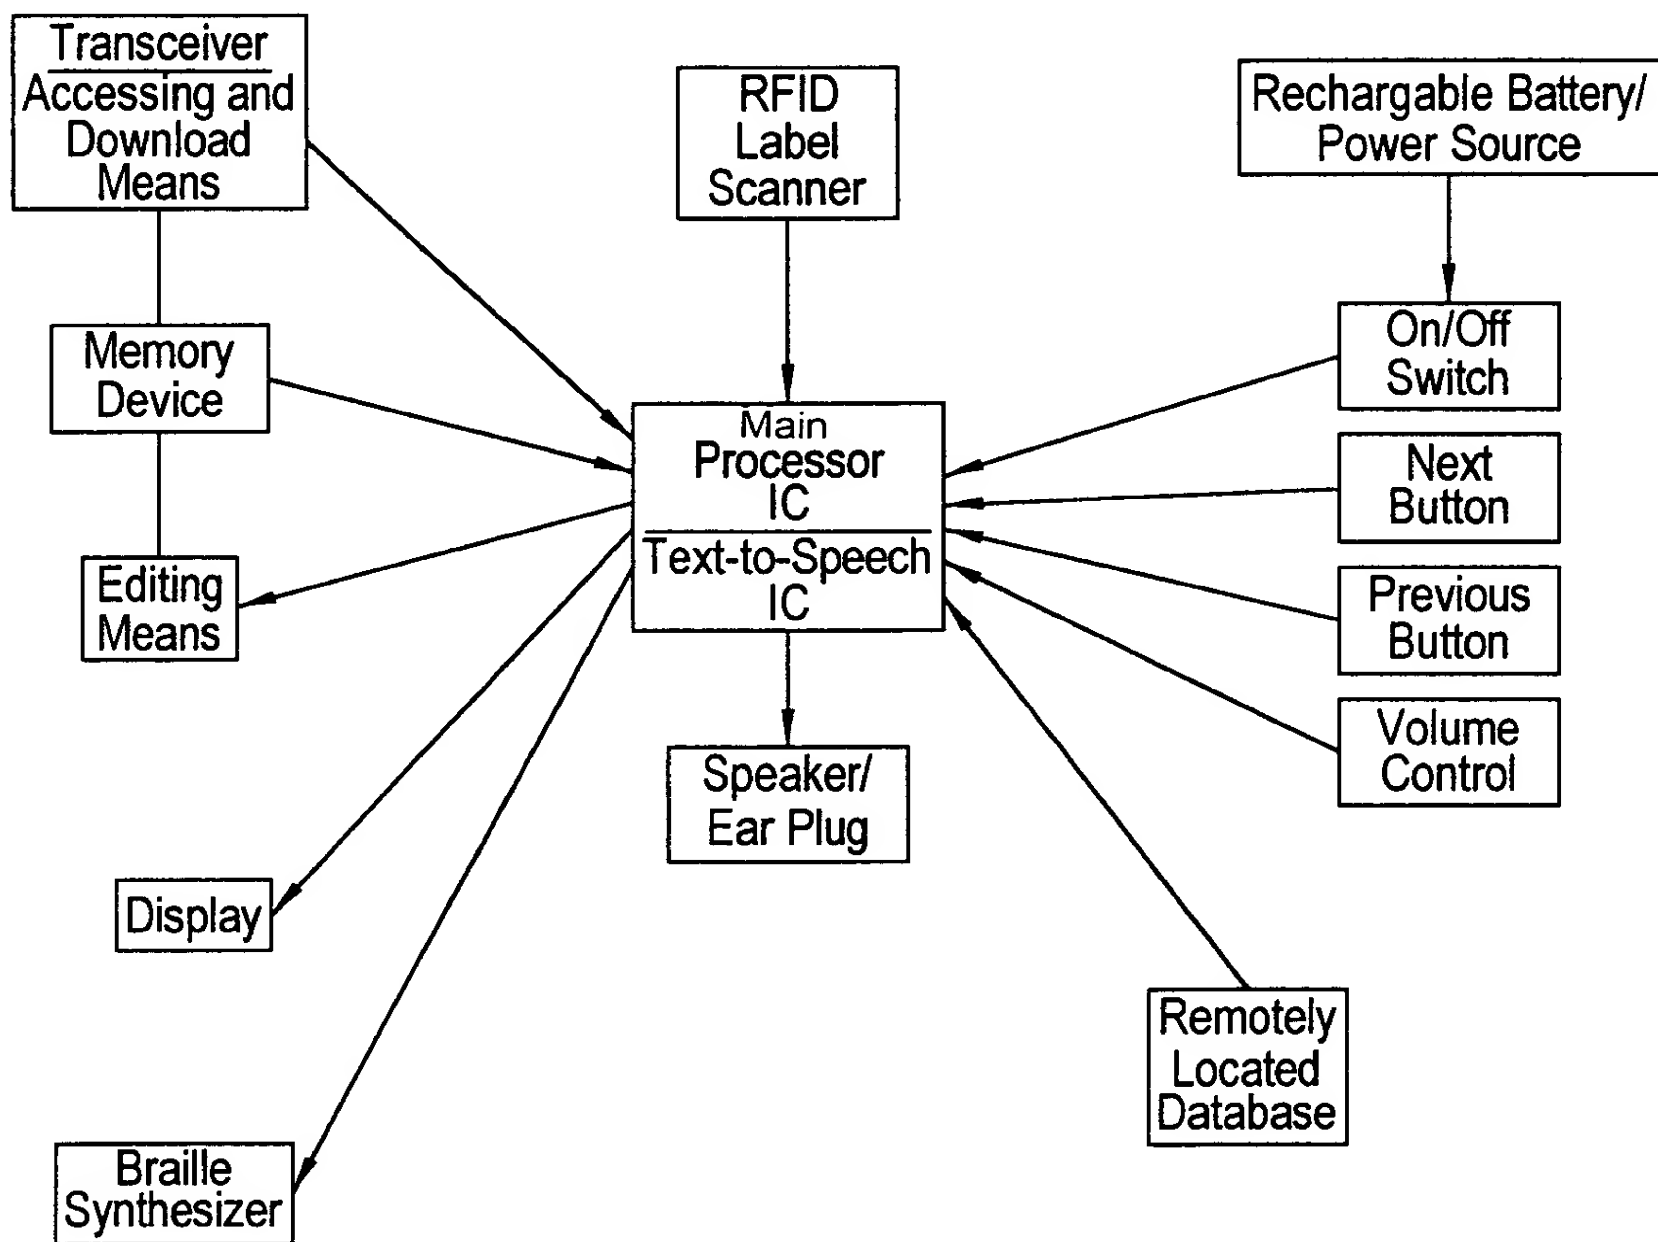 Transceiver
Accessing and
Download
Means
RFID
Label
Scanner
Rechargable Battery/
Power Source
Memory
Device
On/Off
Switch
Main
Processor
IC
Text-to-Speech
IC
Next
Button
Editing
Means
Previous
Button
Speaker/
Ear Plug
Volume
Control
Display
Remotely
Located
Database
Braille
Synthesizer